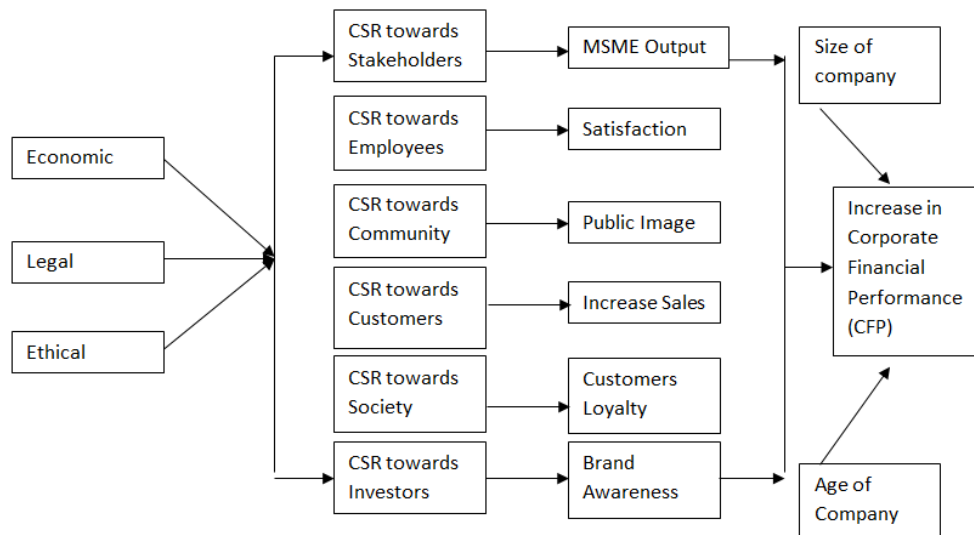 Economic
Legal
Ethical
CSR towards
Stakeholders
CSR towards
Employees
CSR towards
Community
CSR towards
Customers
CSR towards
Society
CSR towards
Investors
MSME Output
Satisfaction
Public Image
Increase Sales
Customers
Loyalty
Brand
Awareness
Size of
company
Increase in
Corporate
Financial
Performance
(CFP)
Age of
Company